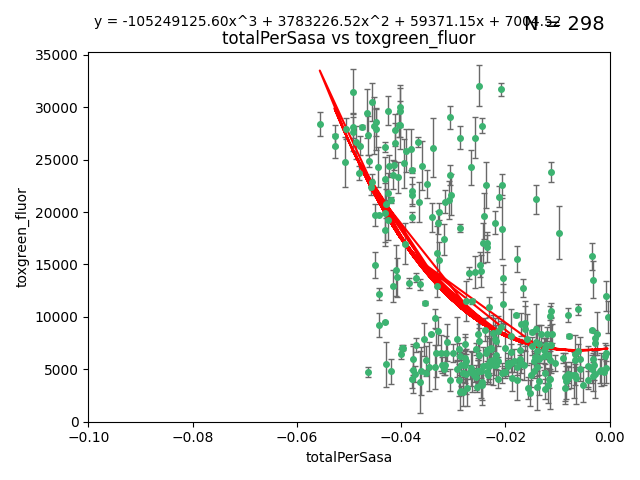 y = -105249125.60x^3 + 3783226.52x^2 + 59371.15x + 7004.52
N = 298
totalPerSasa vs toxgreen_fluor
35000
30000
25000
20000
15000
10000
5000
0
toxgreen_fluor
−0.10
−0.08
−0.06
−0.04
−0.02
0.00
totalPerSasa